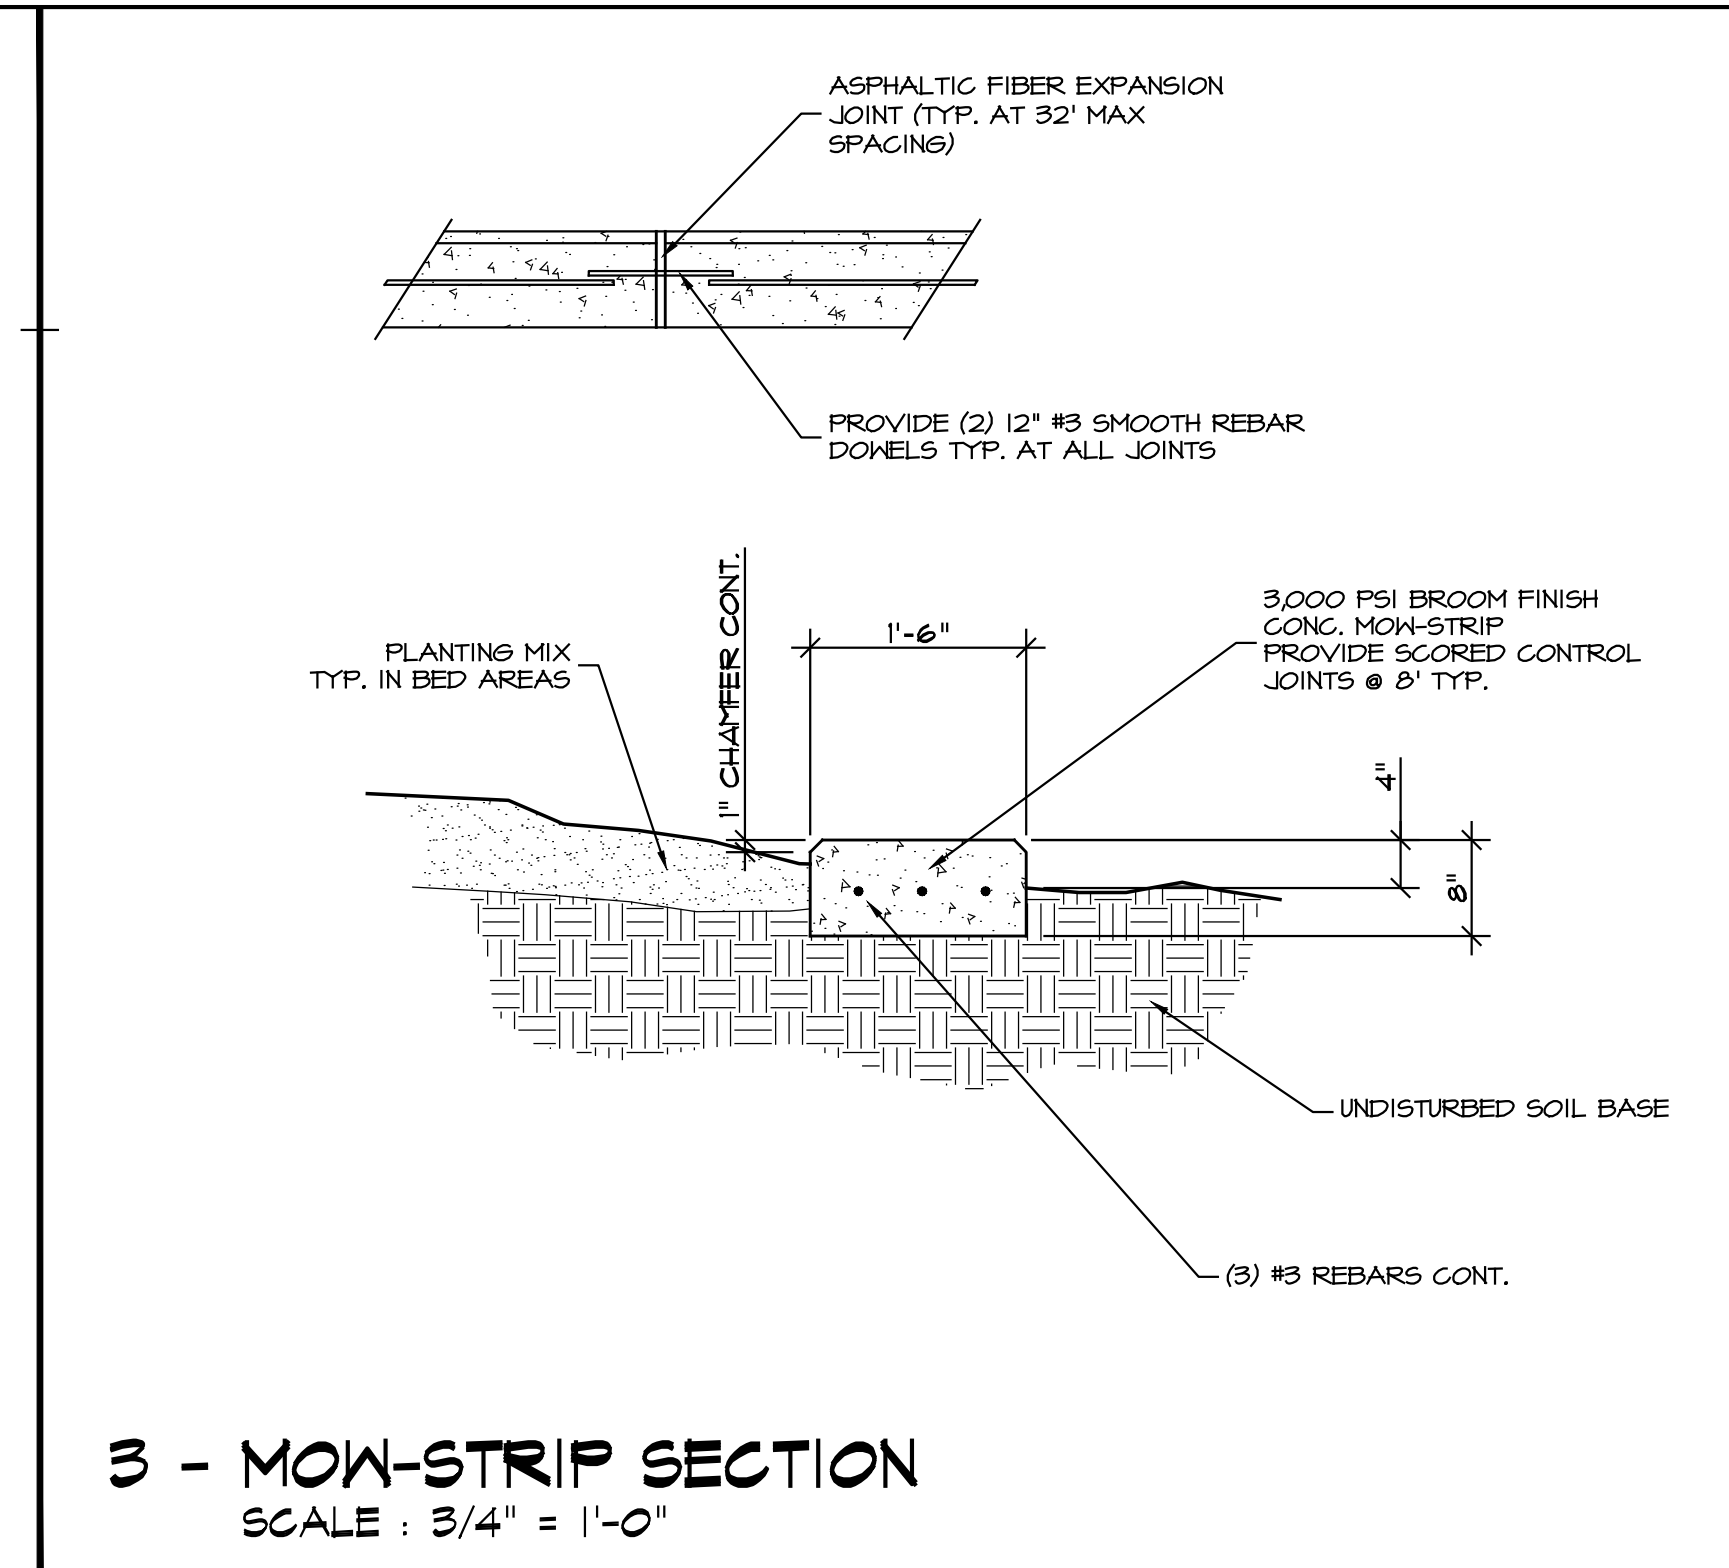 ASPHALTIC FIBER EXPANSION
JOINT (TYP. AT 32' MAX
SPACING)
PROVIDE (2) 12" #3 SMOOTH REBAR
DOWELS TYP. AT ALL JOINTS
1" CHAMFER CONT.
1'-6"
3,000 PSI BROOM FINISH
CONC. MOW-STRIP
PROVIDE SCORED CONTROL
JOINTS @ 8' TYP.
PLANTING MIX
TYP. IN BED AREAS
4"
8"
UNDISTURBED SOIL BASE
(3) #3 REBARS CONT.
3 - MOW-STRIP SECTION
SCALE : 3/4" = 1'-0"